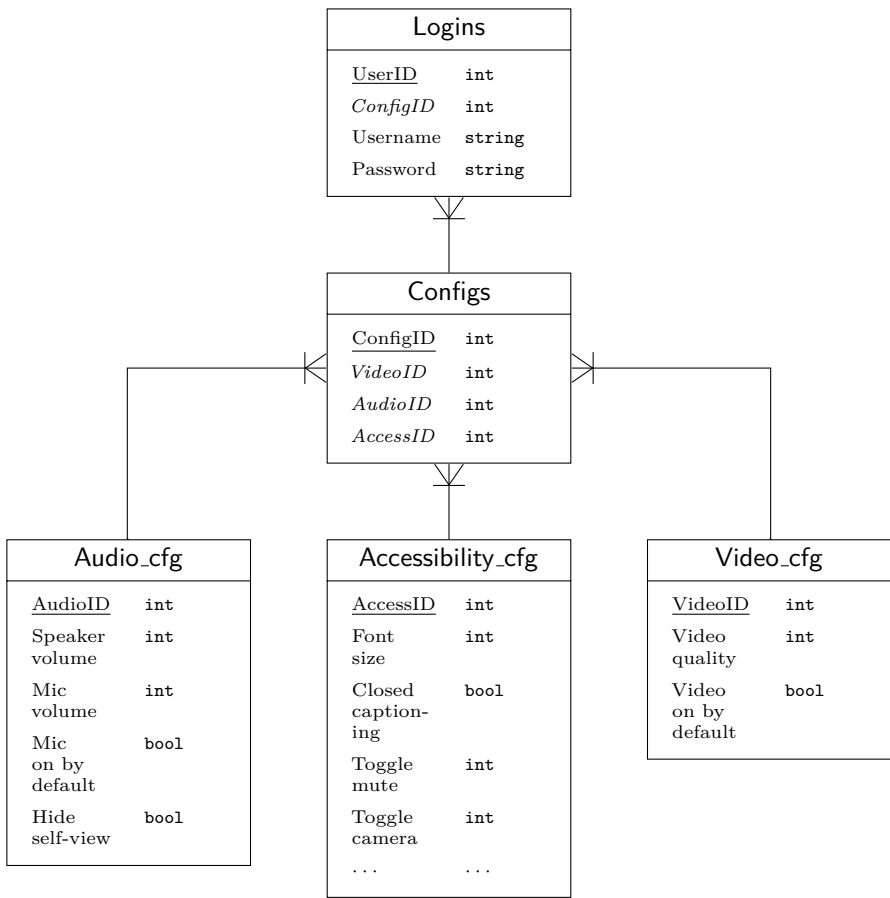 Logins
UserID int
ConfigID int
Username string
Password string
Configs
ConfigID int
VideoID int
AudioID int
AccessID int
Audio_cfg
AudioID int
Speaker int
volume
Mic int
volume
Mic bool
on by
default
Hide bool
self-view
Accessibility_cfg
AccessID int
Font int
size
Closed bool
caption-
ing
Toggle int
mute
Toggle int
camera
... ...
Video_cfg
VideoID int
Video int
quality
Video bool
on by
default